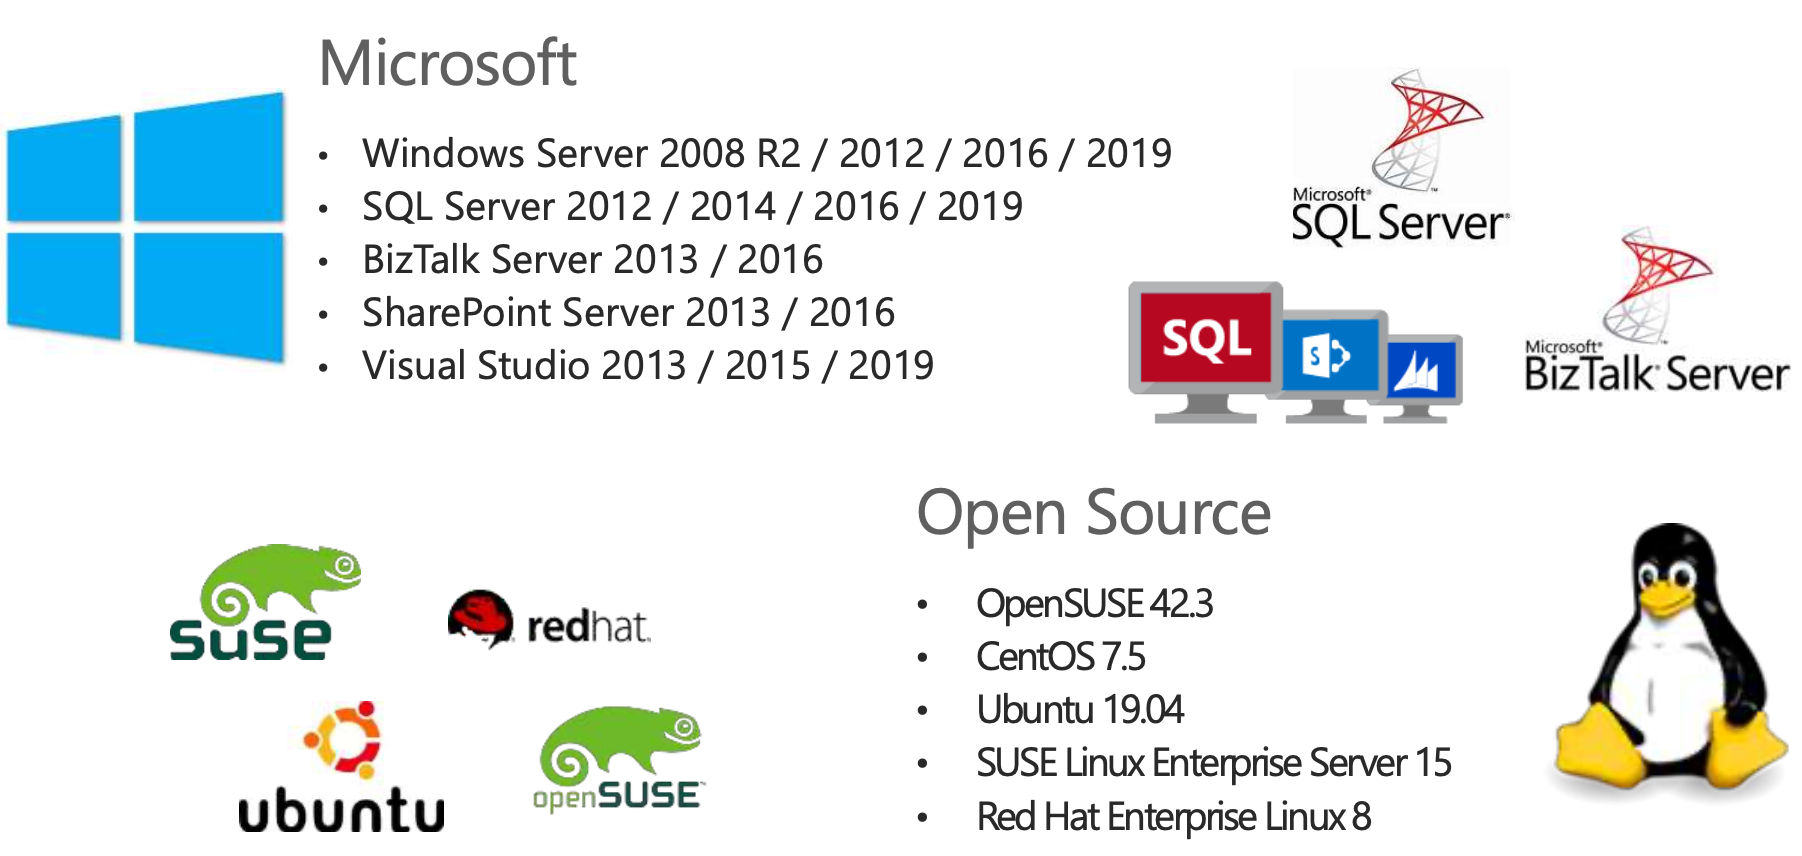 Microsoft
• Windows Server 2008 R2 / 2012 / 2016 / 2019
• SQL Server 2012 / 2014 / 2016 / 2019
• BizTalk Server 2013 / 2016
• SharePoint Server 2013 / 2016
• Visual Studio 2013 / 2015 / 2019
Microsoft®
SQL Server®
SQL
S
Microsoft®
BizTalk® Server
Open Source
• OpenSUSE 42.3
• CentOS 7.5
• Ubuntu 19.04
• SUSE Linux Enterprise Server 15
• Red Hat Enterprise Linux 8
suse
redhat.
ubuntu
openSUSE™